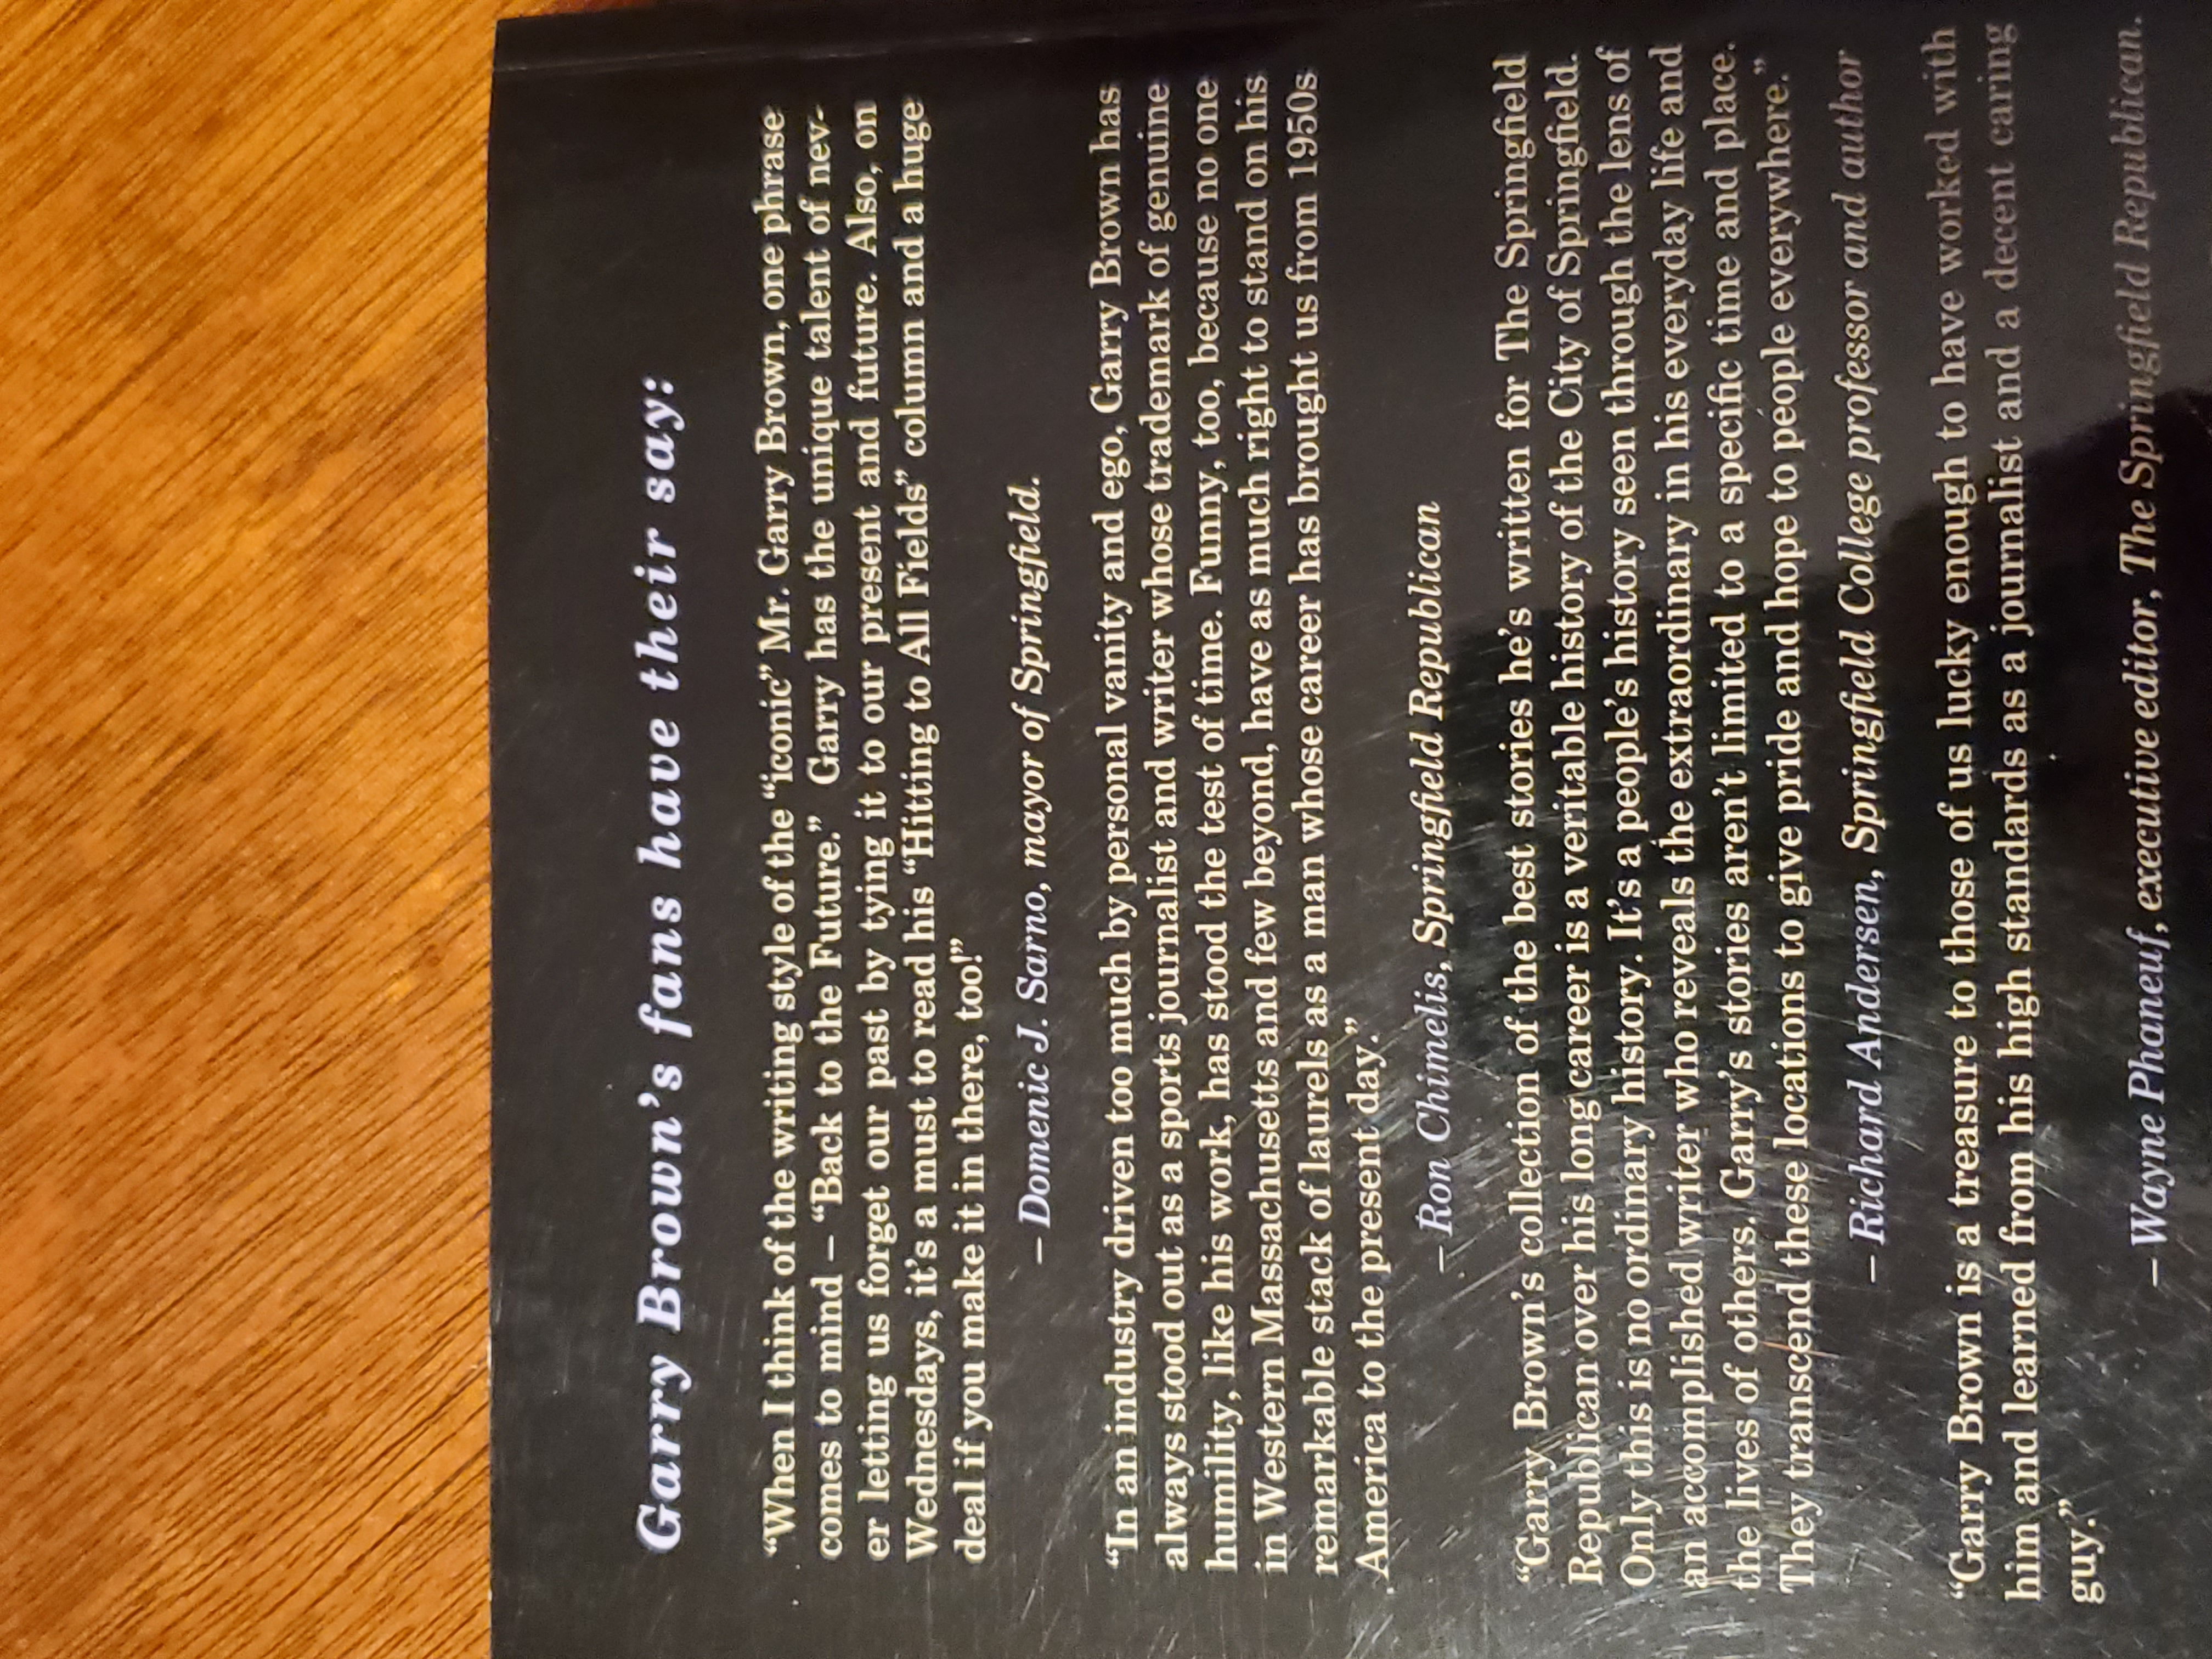 Garry Brown's fans have their say:
“When I think of the writing style of the “iconic” Mr. Garry Brown, one phrase
comes to mind – “Back to the Future.”  Garry has the unique talent of nev-
er letting us forget our past by tying it to our present and future. Also, on
Wednesdays, it's a must to read his “Hitting to All Fields” column and a huge
deal if you make it in there, too!”
– Domenic J. Sarno, mayor of Springfield.
“In an industry driven too much by personal vanity and ego, Garry Brown has
always stood out as a sports journalist and writer whose trademark of genuine
humility, like his work, has stood the test of time. Funny, too, because no one
in Western Massachusetts and few beyond, have as much right to stand on his
remarkable stack of laurels as a man whose career has brought us from 1950s
America to the present day.”
– Ron Chimelis, Springfield Republican
“Garry Brown's collection of the best stories he's written for The Springfield
Republican over his long career is a veritable history of the City of Springfield.
Only this is no ordinary history. It's a people's history seen through the lens of
an accomplished writer who reveals the extraordinary in his everyday life and
the lives of others. Garry's stories aren't limited to a specific time and place.
They transcend these locations to give pride and hope to people everywhere.”
– Richard Andersen, Springfield College professor and author
“Garry Brown is a treasure to those of us lucky enough to have worked with
him and learned from his high standards as a journalist and a decent caring
guy.”
– Wayne Phaneuf, executive editor, The Springfield Republican.